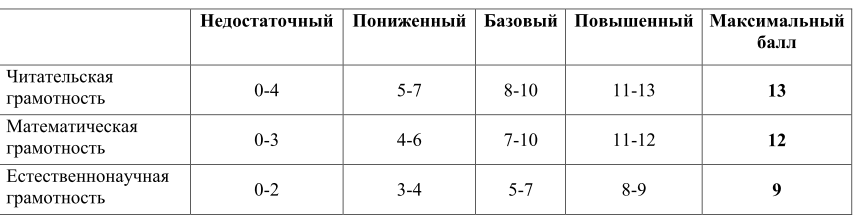 Недостаточный Пониженный Базовый Повышенный Максимальный
балл
Читательская
грамотность 0-4 5-7 8-10 11-13 13
Математическая
грамотность 0-3 4-6 7-10 11-12 12
Естественнонаучная
грамотность 0-2 3-4 5-7 8-9 9